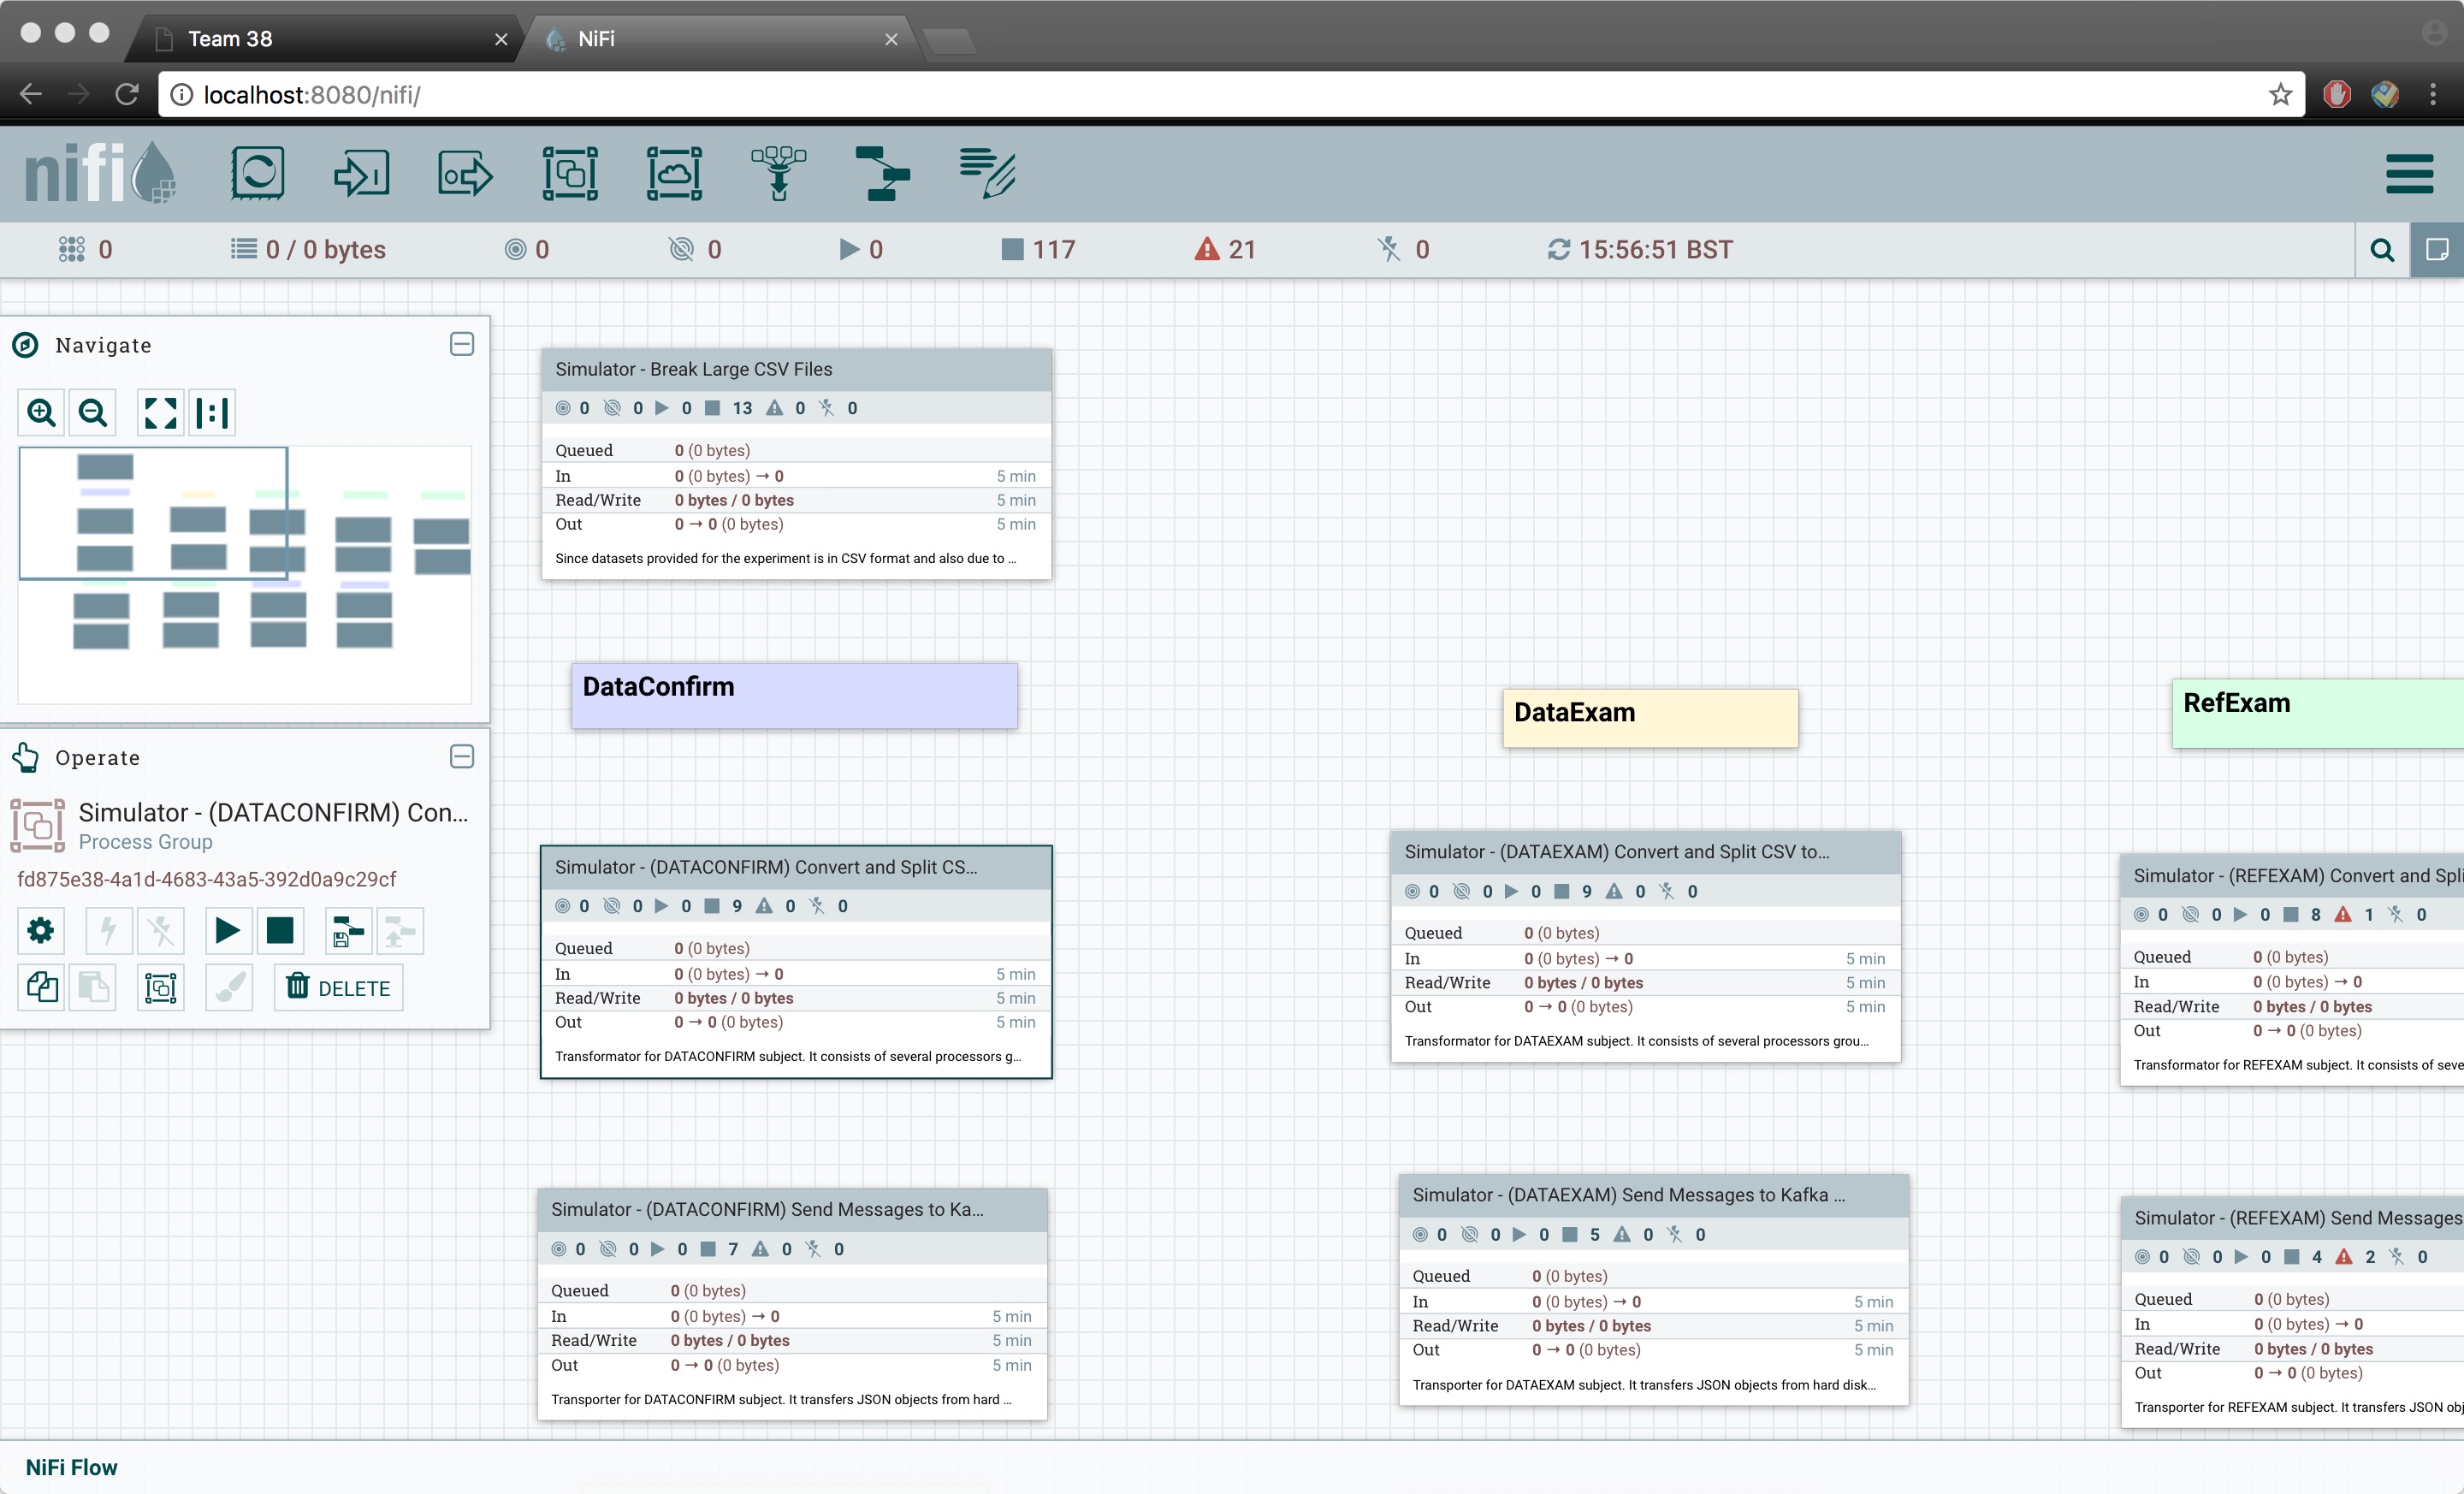 Team 38
NiFi
localhost:8080/nifi/
nifi
0
0 / 0 bytes
0
0
0
117
21
0
15:56:51 BST
Navigate
Operate
Simulator - (DATACONFIRM) Con...
Process Group
fd875e38-4a1d-4683-43a5-392d0a9c29cf
DELETE
Simulator - Break Large CSV Files
0 0 0 13 0 0
Queued 0 (0 bytes)
In 0 (0 bytes) → 0 5 min
Read/Write 0 bytes / 0 bytes 5 min
Out 0 → 0 (0 bytes) 5 min
Since datasets provided for the experiment is in CSV format and also due to ...
DataConfirm
DataExam
RefExam
Simulator - (DATACONFIRM) Convert and Split CS...
0 0 0 9 0 0
Queued 0 (0 bytes)
In 0 (0 bytes) → 0 5 min
Read/Write 0 bytes / 0 bytes 5 min
Out 0 → 0 (0 bytes) 5 min
Transformator for DATACONFIRM subject. It consists of several processors g...
Simulator - (DATAEXAM) Convert and Split CSV to...
0 0 0 9 0 0
Queued 0 (0 bytes)
In 0 (0 bytes) → 0 5 min
Read/Write 0 bytes / 0 bytes 5 min
Out 0 → 0 (0 bytes) 5 min
Transformator for DATAEXAM subject. It consists of several processors grou...
Simulator - (REFEXAM) Convert and Spli
0 0 0 8 1 0
Queued 0 (0 bytes)
In 0 (0 bytes) → 0
Read/Write 0 bytes / 0 bytes
Out 0 → 0 (0 bytes)
Transformator for REFEXAM subject. It consists of seve
Simulator - (DATACONFIRM) Send Messages to Ka...
0 0 0 7 0 0
Queued 0 (0 bytes)
In 0 (0 bytes) → 0 5 min
Read/Write 0 bytes / 0 bytes 5 min
Out 0 → 0 (0 bytes) 5 min
Transporter for DATACONFIRM subject. It transfers JSON objects from hard ...
Simulator - (DATAEXAM) Send Messages to Kafka ...
0 0 0 5 0 0
Queued 0 (0 bytes)
In 0 (0 bytes) → 0 5 min
Read/Write 0 bytes / 0 bytes 5 min
Out 0 → 0 (0 bytes) 5 min
Transporter for DATAEXAM subject. It transfers JSON objects from hard disk...
Simulator - (REFEXAM) Send Messages
0 0 0 4 2 0
Queued 0 (0 bytes)
In 0 (0 bytes) → 0
Read/Write 0 bytes / 0 bytes
Out 0 → 0 (0 bytes)
Transporter for REFEXAM subject. It transfers JSON obj
NiFi Flow